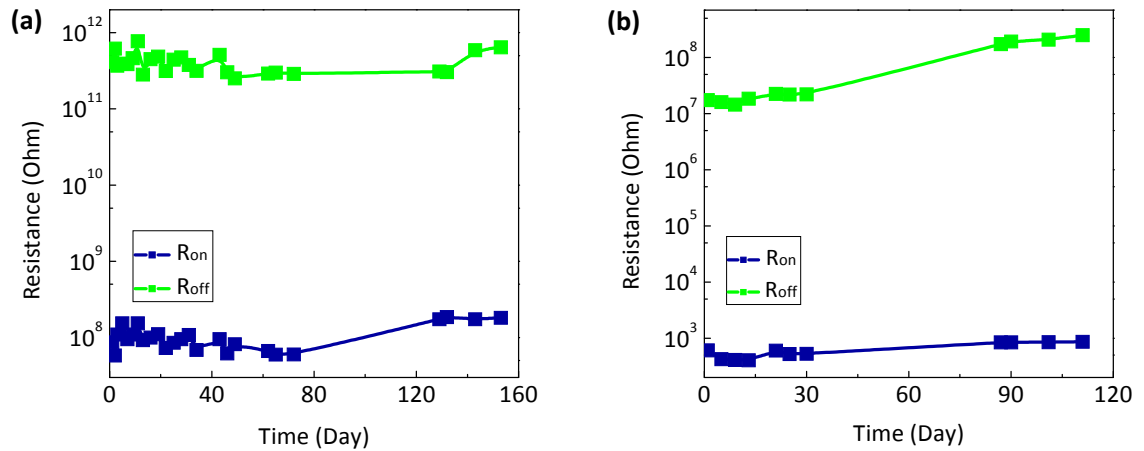 (a)
Resistance (Ohm)
10¹²
10¹¹
10¹⁰
10⁹
10⁸
Ron
Roff
0 40 80 120 160
Time (Day)
(b)
Resistance (Ohm)
10⁸
10⁷
10⁶
10⁵
10⁴
10³
Ron
Roff
0 30 60 90 120
Time (Day)